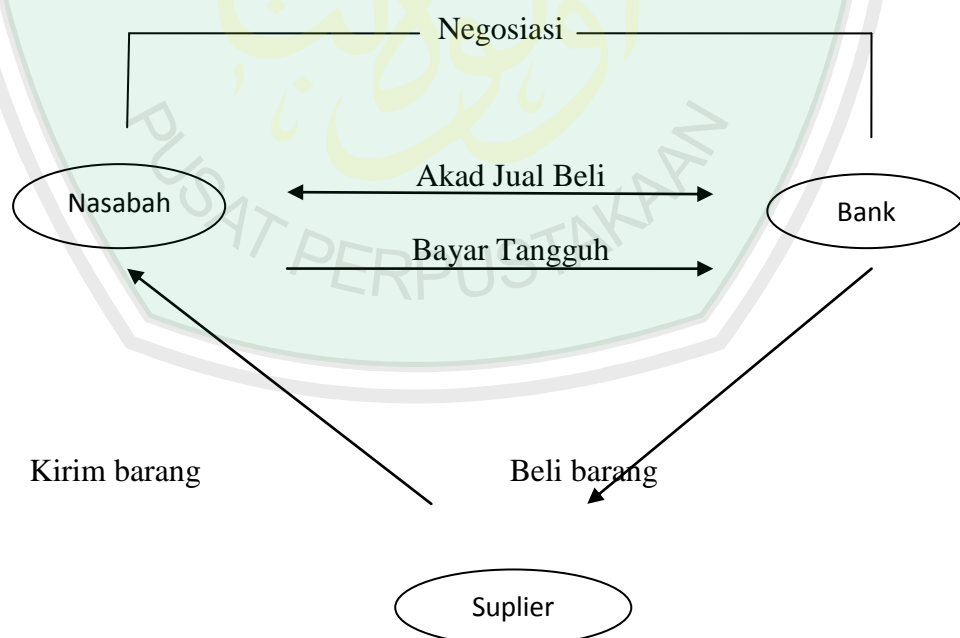 Negosiasi
Akad Jual Beli
Nasabah
Bank
Bayar Tangguh
PUSAT PERPUSTAKAAN
Kirim barang
Beli barang
Suplier